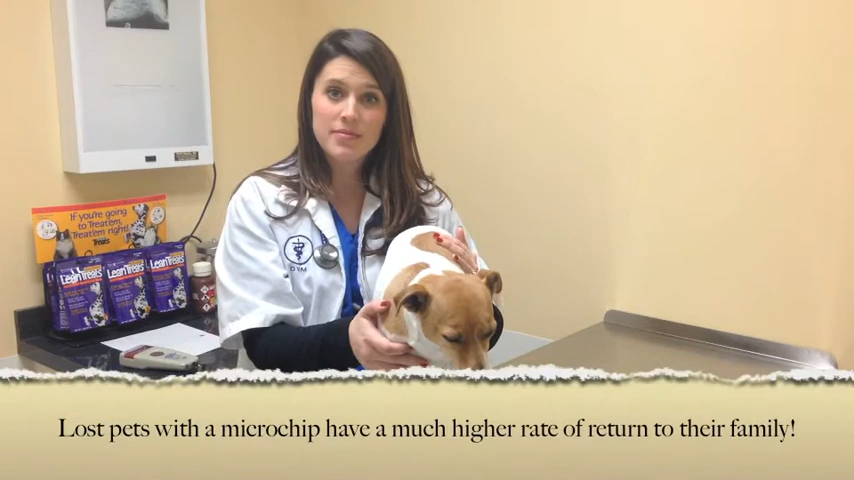 If you're going
to Treat'em,
Treat'em right!
Treats
LeanTreats
LeanTreats
LeanTreats
DVM
Lost pets with a microchip have a much higher rate of return to their family!